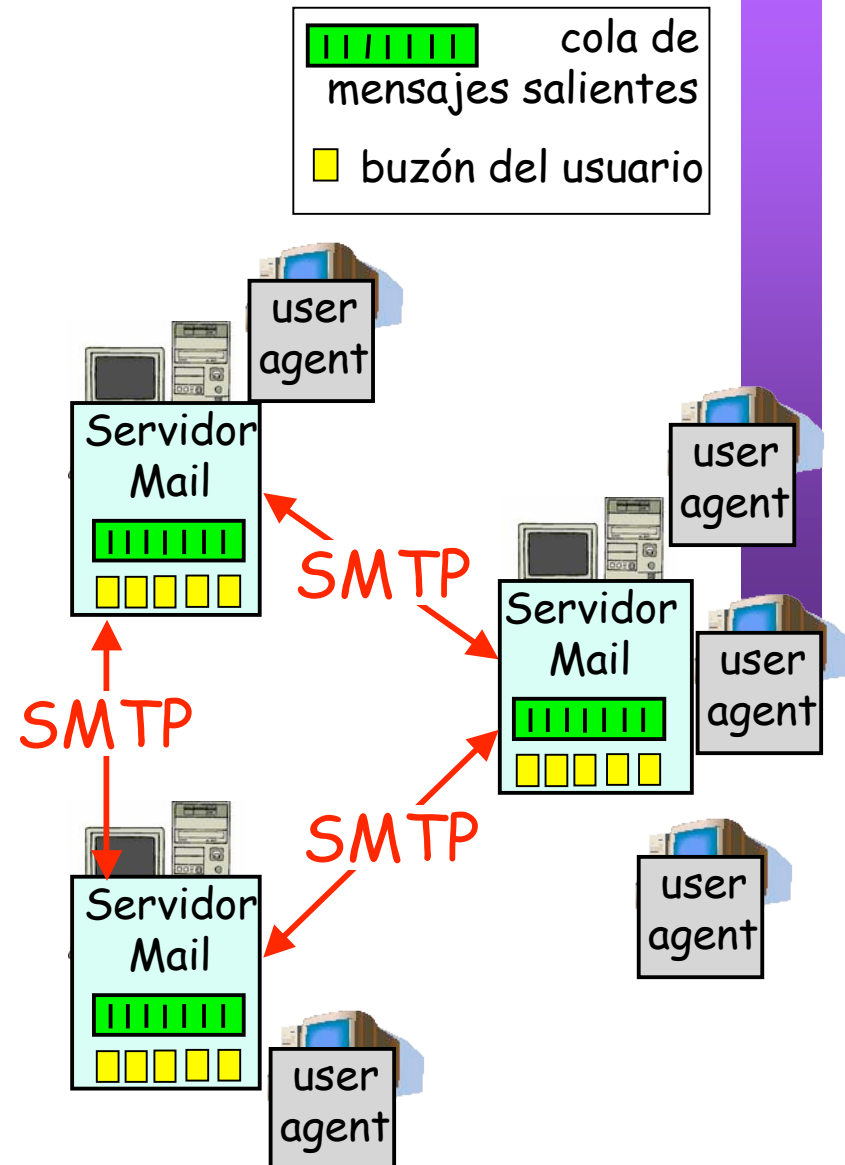 cola de
mensajes salientes
buzón del usuario
user
agent
Servidor
Mail
user
agent
SMTP
Servidor
Mail
user
agent
SMTP
SMTP
user
agent
Servidor
Mail
user
agent